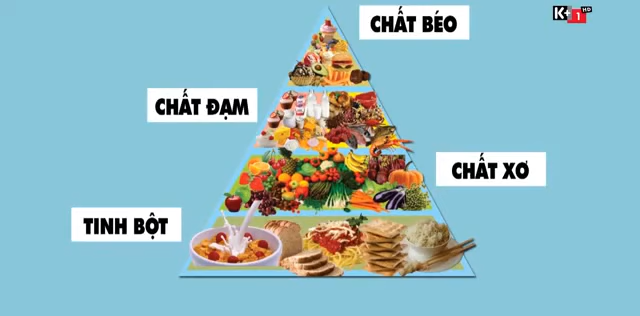 CHẤT BÉO
K+ 1 HD
CHẤT ĐẠM
CHẤT XƠ
TINH BỘT